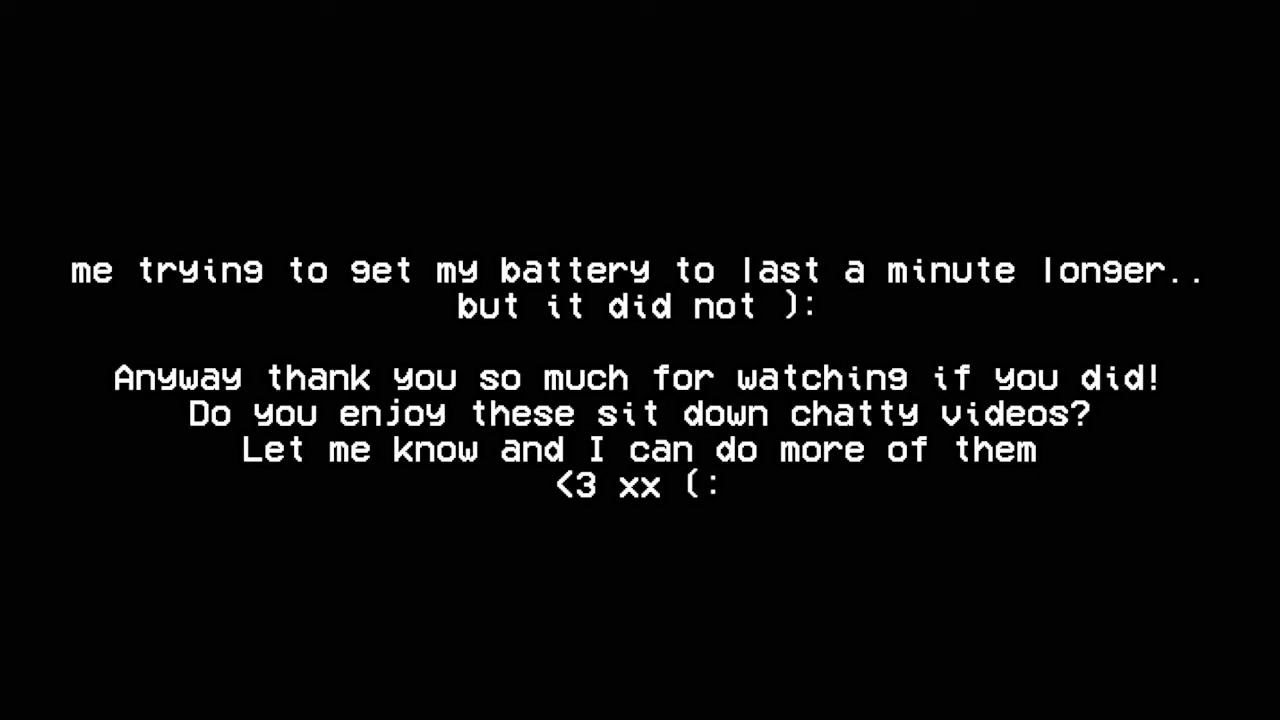 me trying to get my battery to last a minute longer..
but it did not ):
Anyway thank you so much for watching if you did!
Do you enjoy these sit down chatty videos?
Let me know and I can do more of them
<3 xx (: